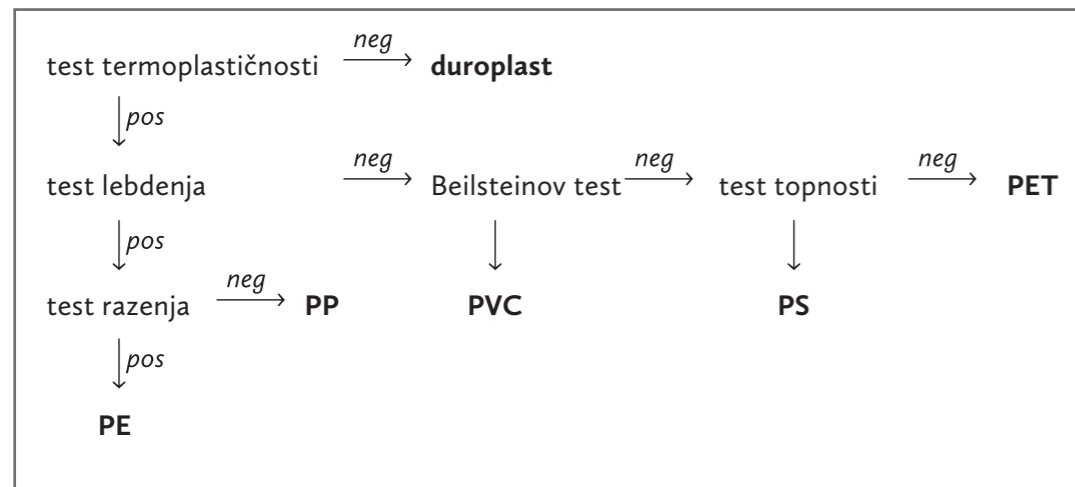 neg
test termoplastičnosti duroplast
pos
neg neg neg
test lebdenja Beilsteinov test test topnosti PET
pos
neg
test razenja PP PVC PS
pos
PE